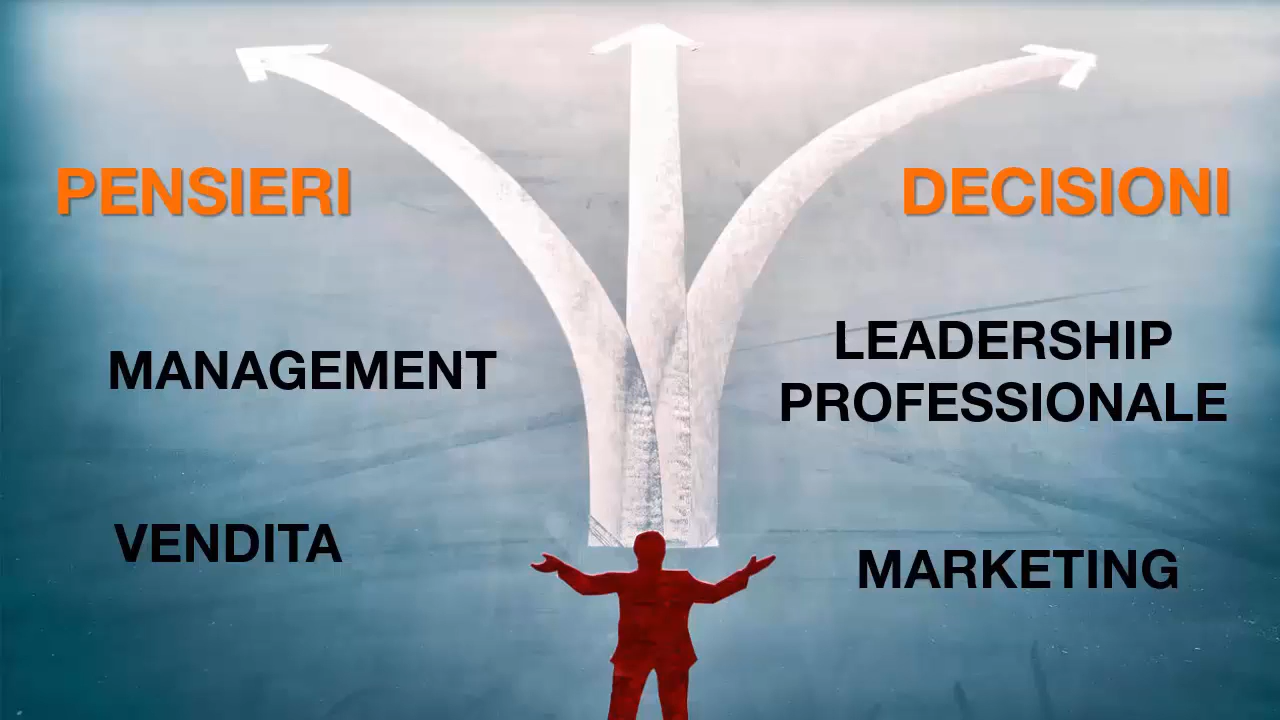 PENSIERI
DECISIONI
MANAGEMENT
LEADERSHIP
PROFESSIONALE
VENDITA
MARKETING